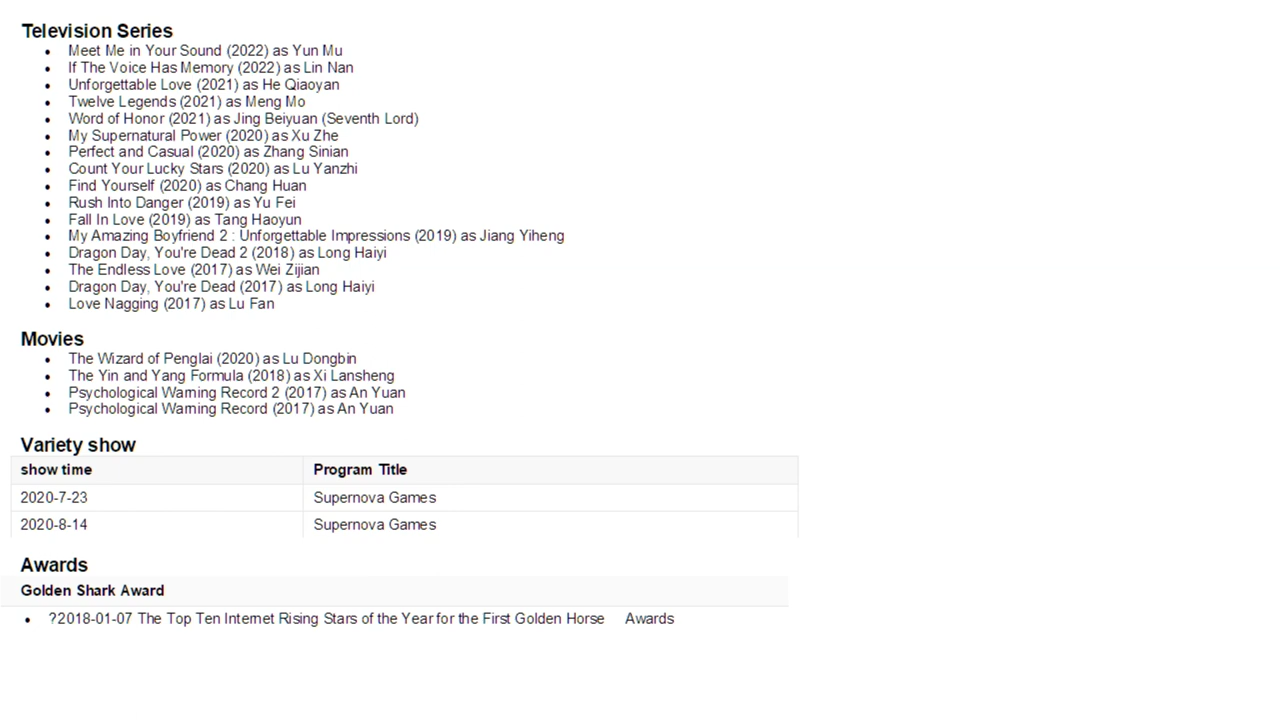 Television Series
• Meet Me in Your Sound (2022) as Yun Mu
• If The Voice Has Memory (2022) as Lin Nan
• Unforgettable Love (2021) as He Qiaoyan
• Twelve Legends (2021) as Meng Mo
• Word of Honor (2021) as Jing Beiyuan (Seventh Lord)
• My Supernatural Power (2020) as Xu Zhe
• Perfect and Casual (2020) as Zhang Sinian
• Count Your Lucky Stars (2020) as Lu Yanzhi
• Find Yourself (2020) as Chang Huan
• Rush Into Danger (2019) as Yu Fei
• Fall In Love (2019) as Tang Haoyun
• My Amazing Boyfriend 2 : Unforgettable Impressions (2019) as Jiang Yiheng
• Dragon Day, You're Dead 2 (2018) as Long Haiyi
• The Endless Love (2017) as Wei Zijian
• Dragon Day, You're Dead (2017) as Long Haiyi
• Love Nagging (2017) as Lu Fan
Movies
• The Wizard of Penglai (2020) as Lu Dongbin
• The Yin and Yang Formula (2018) as Xi Lansheng
• Psychological Warning Record 2 (2017) as An Yuan
• Psychological Warning Record (2017) as An Yuan
Variety show
show time Program Title
2020-7-23 Supernova Games
2020-8-14 Supernova Games
Awards
Golden Shark Award
• ?2018-01-07 The Top Ten Internet Rising Stars of the Year for the First Golden Horse Awards